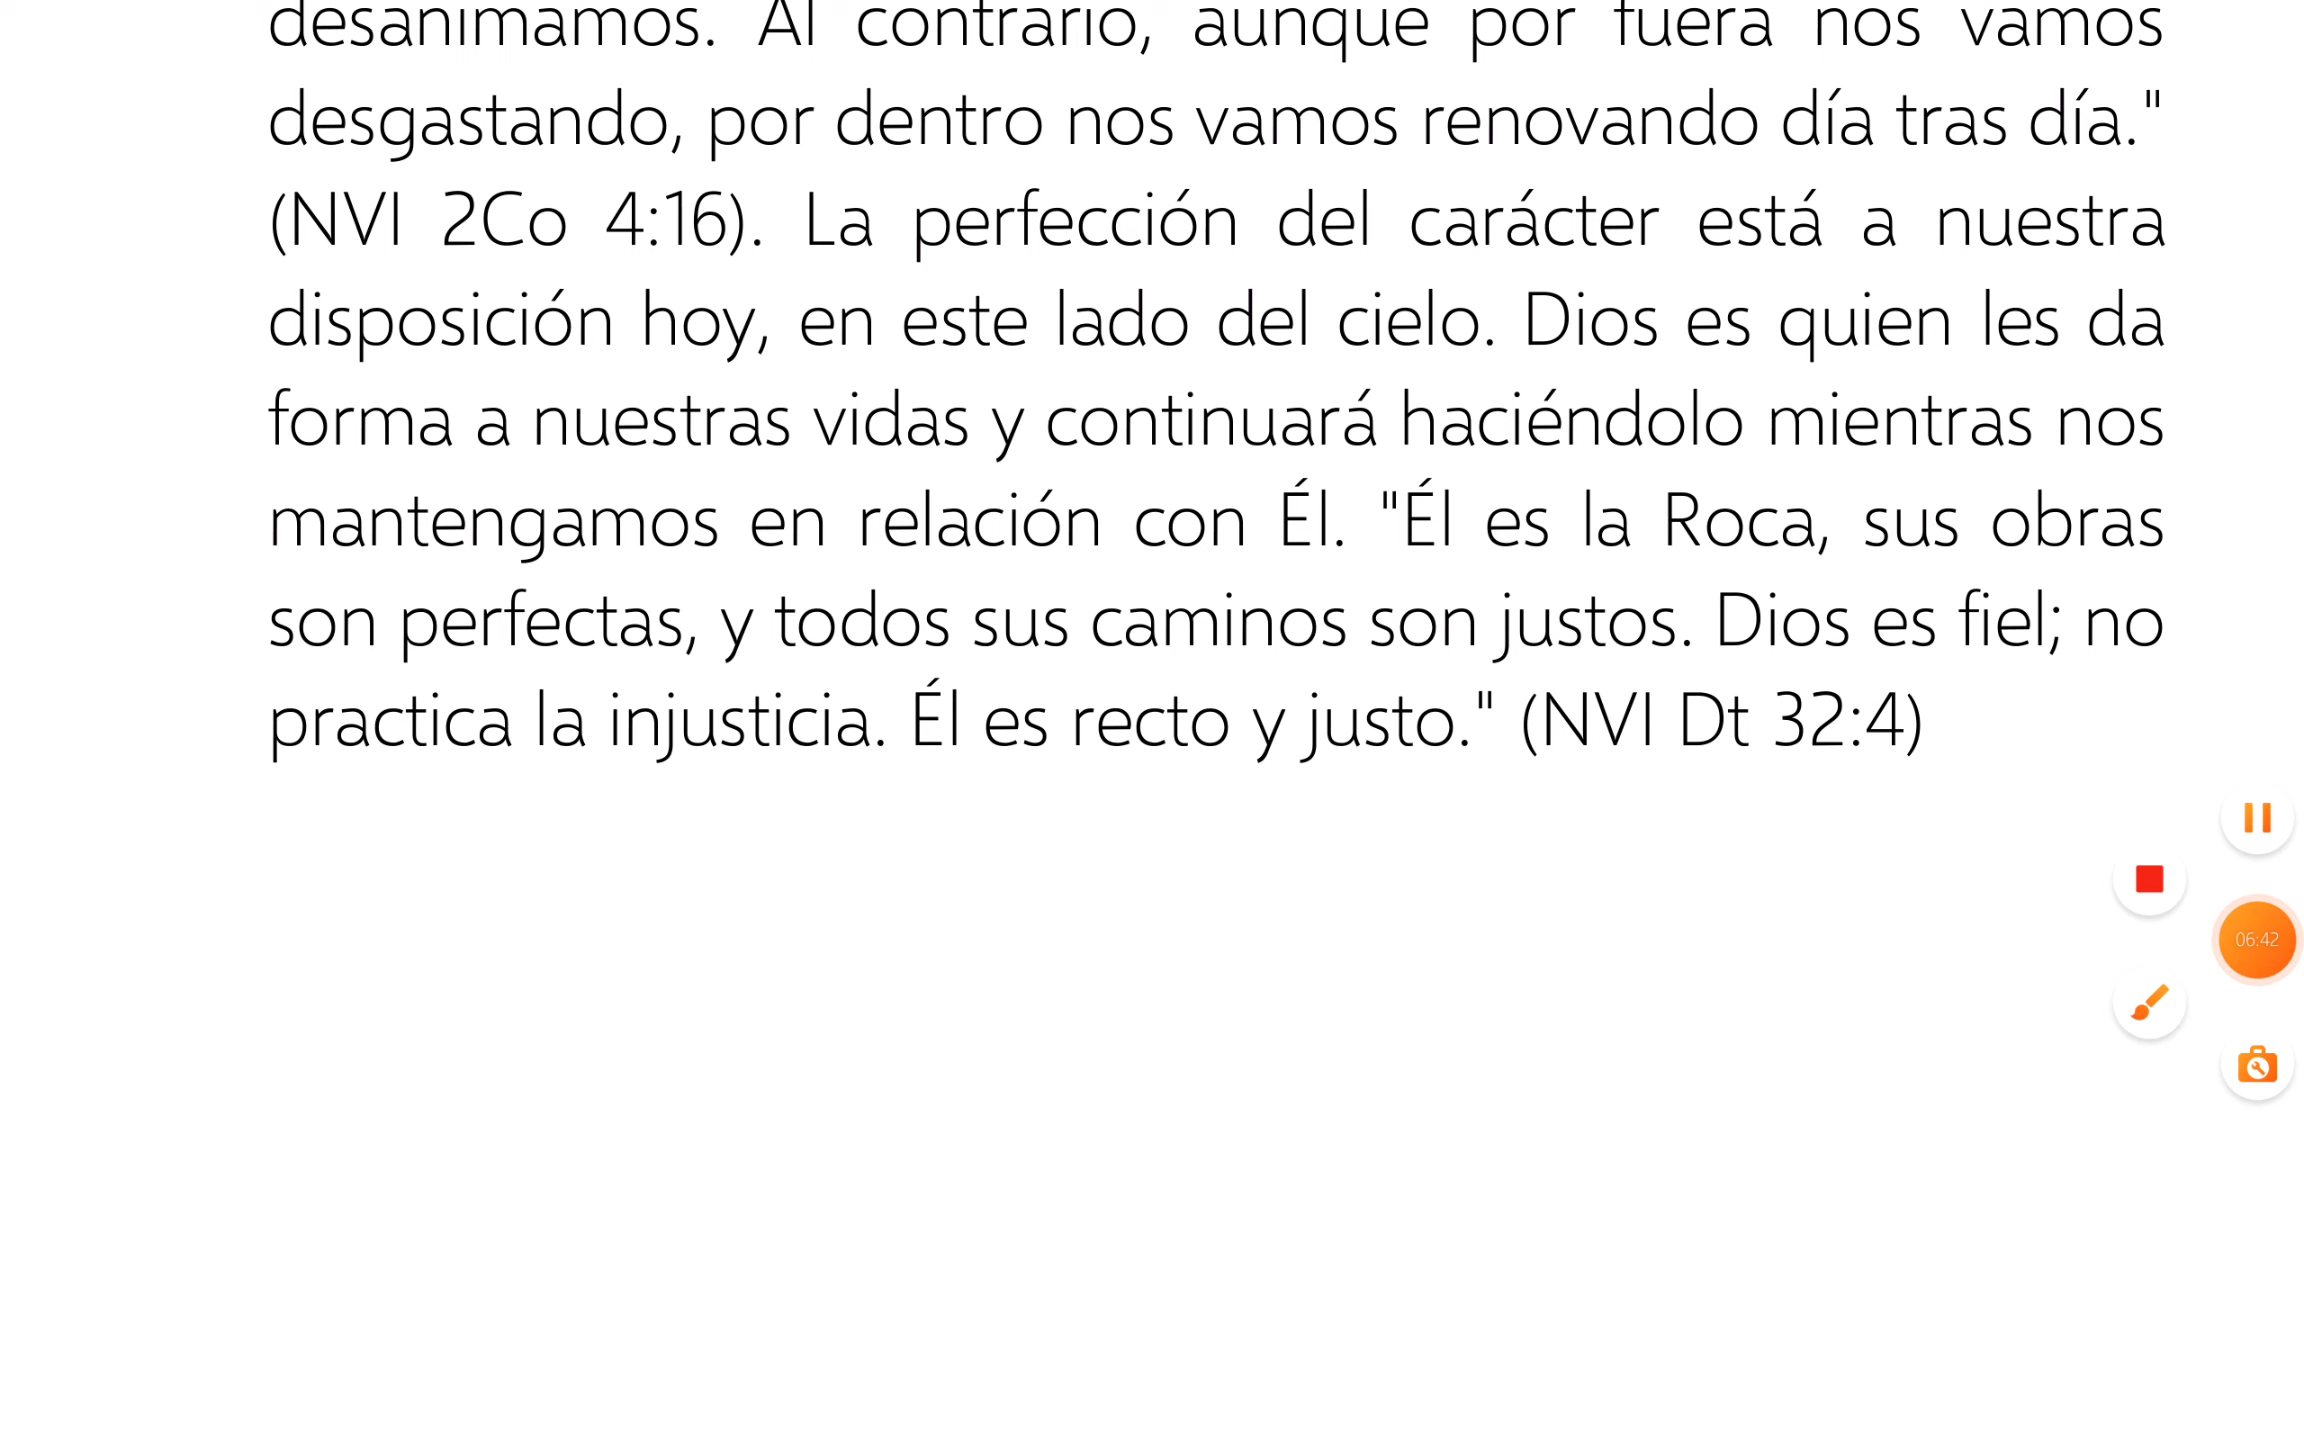 desanimamos. Al contrario, aunque por fuera nos vamos
desgastando, por dentro nos vamos renovando día tras día."
(NVI 2Co 4:16). La perfección del carácter está a nuestra
disposición hoy, en este lado del cielo. Dios es quien les da
forma a nuestras vidas y continuará haciéndolo mientras nos
mantengamos en relación con Él. "Él es la Roca, sus obras
son perfectas, y todos sus caminos son justos. Dios es fiel; no
practica la injusticia. Él es recto y justo." (NVI Dt 32:4)
06:42